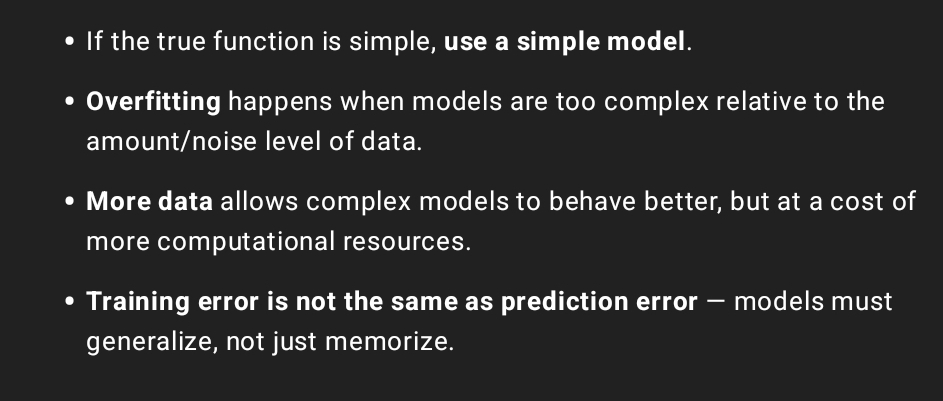 • If the true function is simple, use a simple model.
• Overfitting happens when models are too complex relative to the
amount/noise level of data.
• More data allows complex models to behave better, but at a cost of
more computational resources.
• Training error is not the same as prediction error — models must
generalize, not just memorize.